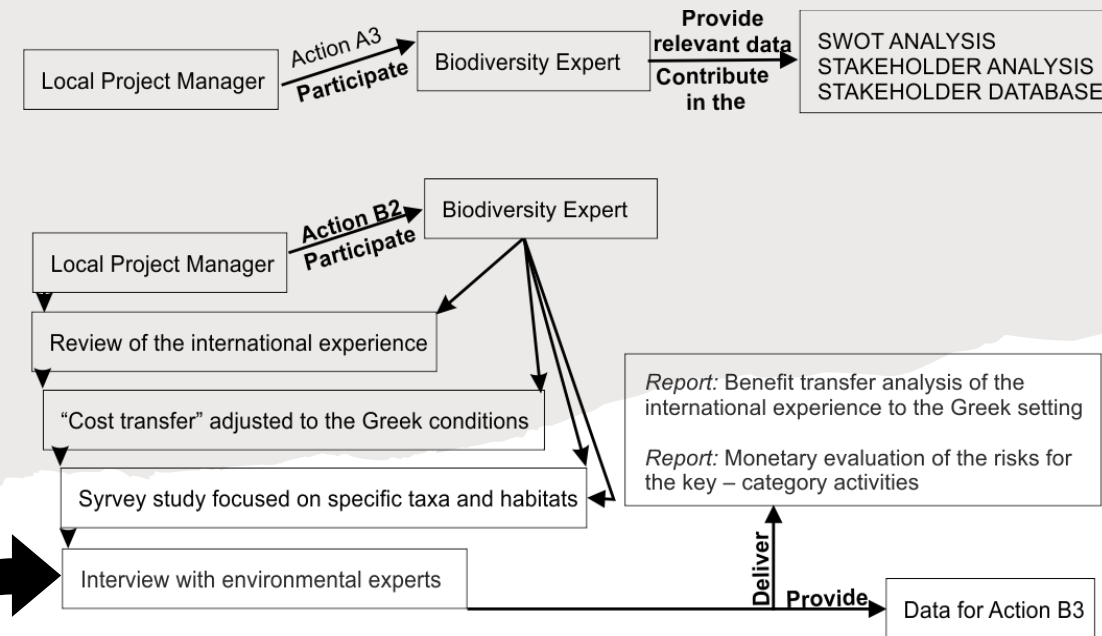 Local Project Manager
Action A3
Participate
Biodiversity Expert
Provide
relevant data
Contribute
in the
SWOT ANALYSIS
STAKEHOLDER ANALYSIS
STAKEHOLDER DATABASE
Local Project Manager
Action B2
Participate
Biodiversity Expert
Review of the international experience
“Cost transfer” adjusted to the Greek conditions
Syrvey study focused on specific taxa and habitats
Interview with environmental experts
Report: Benefit transfer analysis of the
international experience to the Greek setting
Report: Monetary evaluation of the risks for
the key – category activities
Deliver
Provide
Data for Action B3